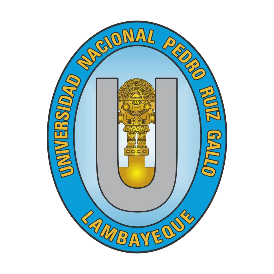 UNIVERSIDAD NACIONAL PEDRO RUIZ GALLO
LAMBAYEQUE